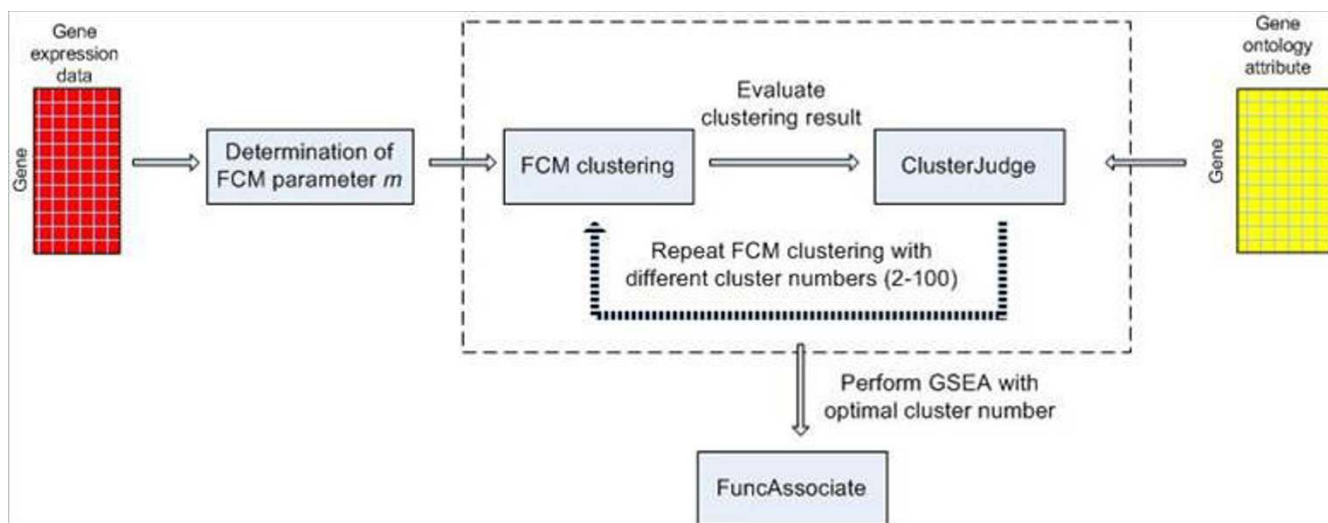 Gene
expression
data
Gene
Determination of
FCM parameter m
FCM clustering
Evaluate
clustering result
ClusterJudge
Repeat FCM clustering with
different cluster numbers (2-100)
Gene
ontology
attribute
Gene
Perform GSEA with
optimal cluster number
FuncAssociate